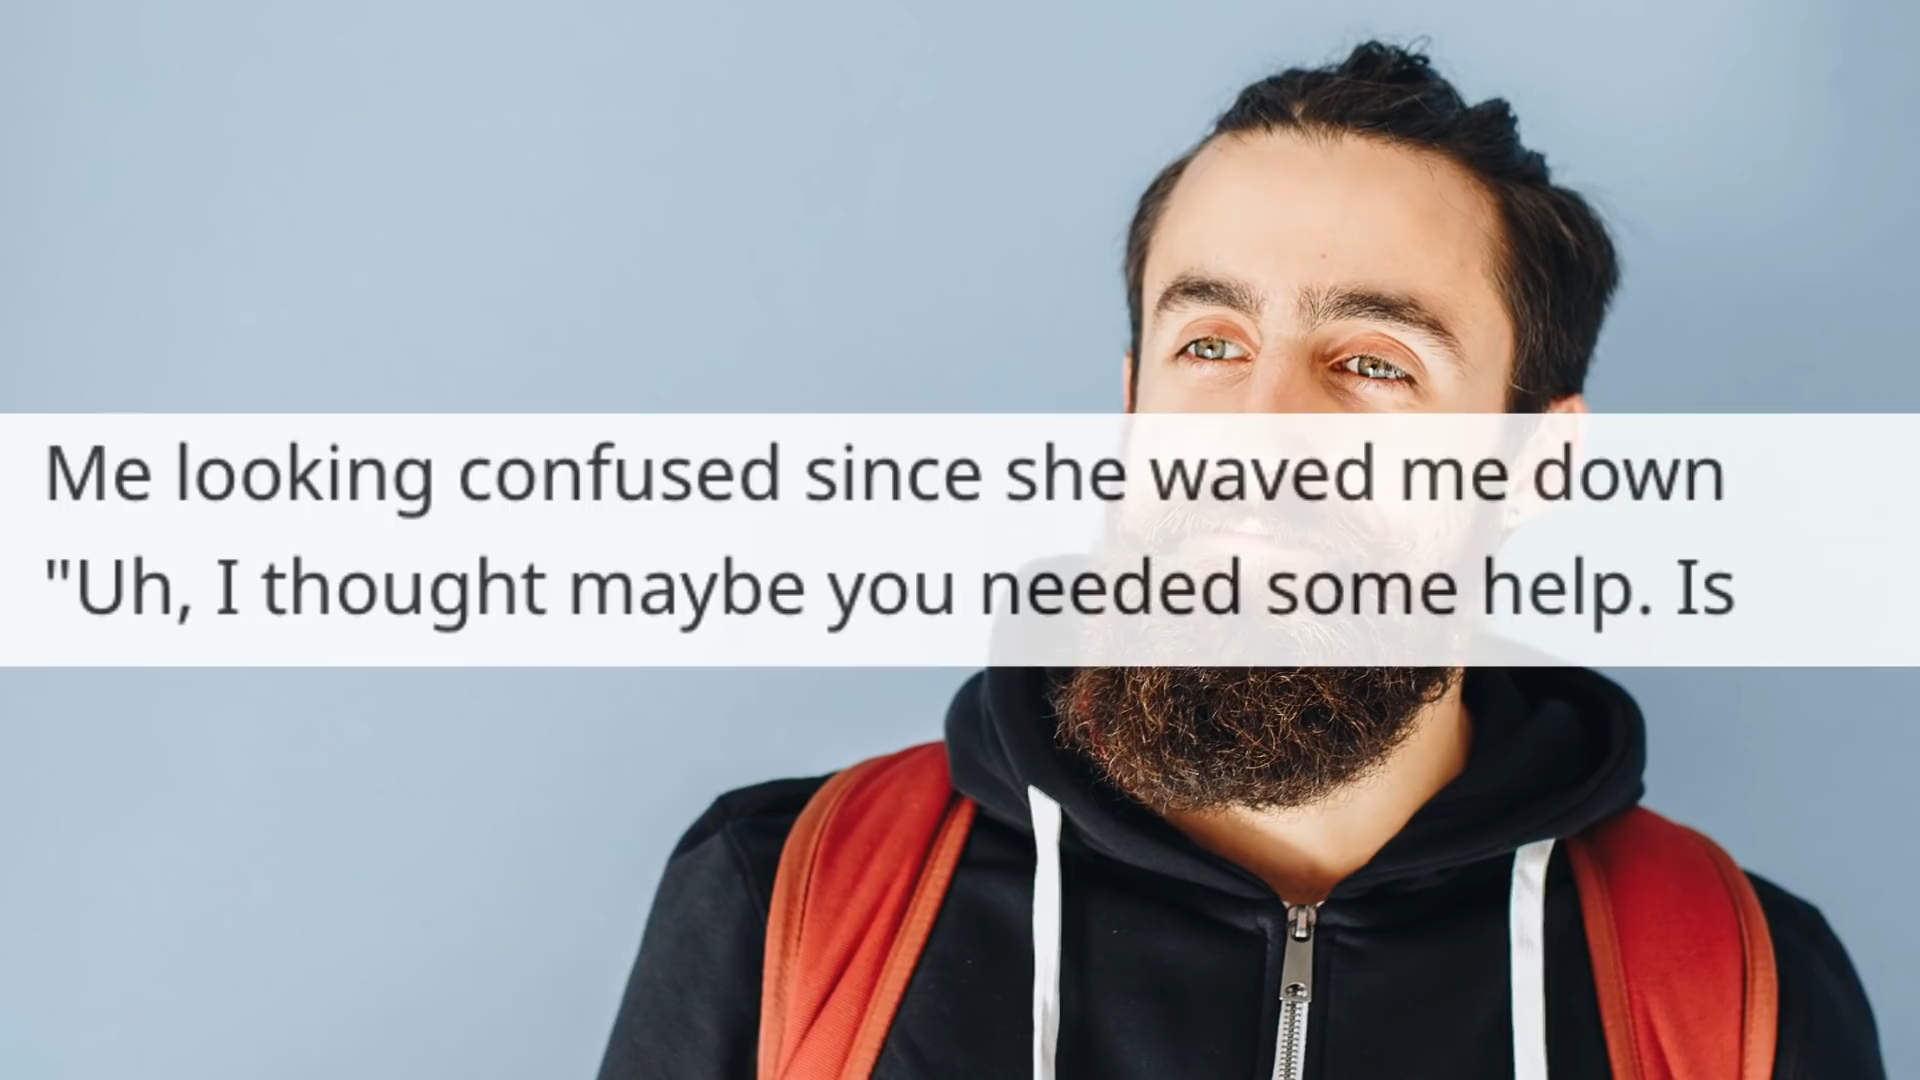 Me looking confused since she waved me down
"Uh, I thought maybe you needed some help. Is